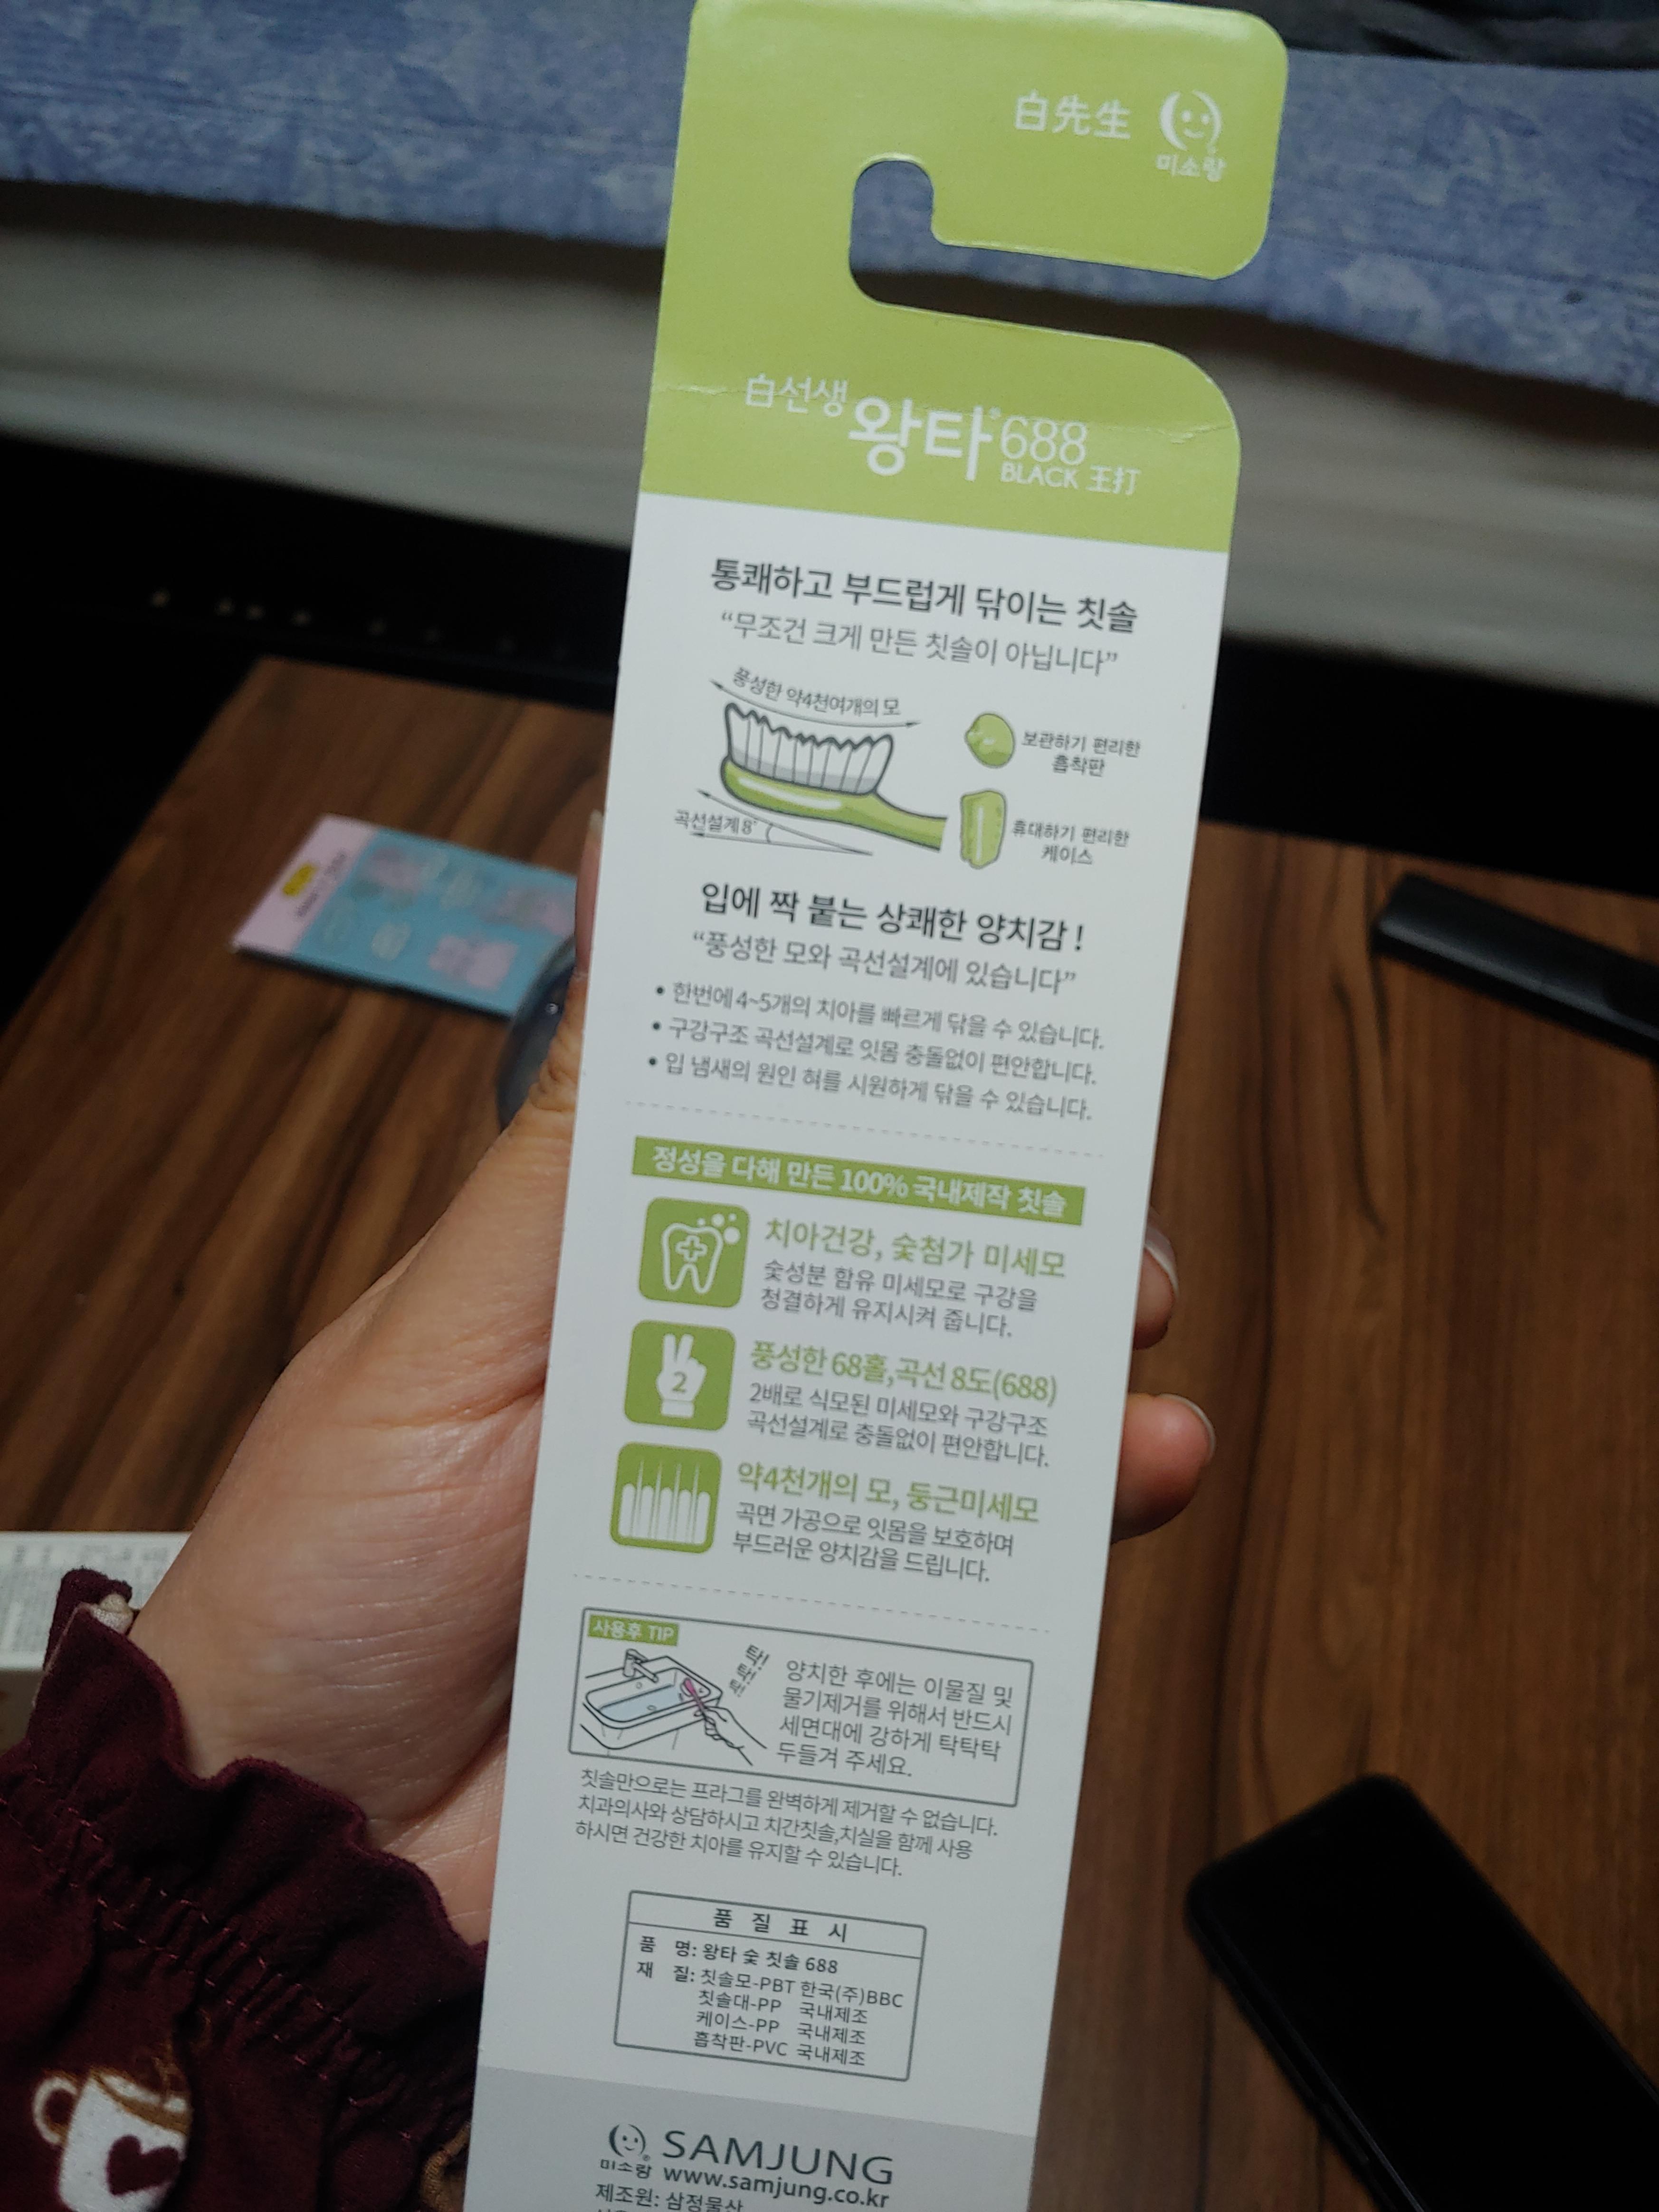 白先生
미소랑
白선생 왕타 688
BLACK 王打
통쾌하고 부드럽게 닦이는 칫솔
“무조건 크게 만든 칫솔이 아닙니다”
풍성한 약4천여개의 모
보관하기 편리한
흡착판
곡선설계8°
휴대하기 편리한
케이스
입에 짝 붙는 상쾌한 양치감 !
“풍성한 모와 곡선설계에 있습니다”
• 한번에 4~5개의 치아를 빠르게 닦을 수 있습니다.
• 구강구조 곡선설계로 잇몸 충돌없이 편안합니다.
• 입 냄새의 원인 혀를 시원하게 닦을 수 있습니다.
정성을 다해 만든 100% 국내제작 칫솔
치아건강, 숯첨가 미세모
숯성분 함유 미세모로 구강을
청결하게 유지시켜 줍니다.
2
풍성한 68홀,곡선 8도(688)
2배로 식모된 미세모와 구강구조
곡선설계로 충돌없이 편안합니다.
약4천개의 모, 둥근미세모
곡면 가공으로 잇몸을 보호하며
부드러운 양치감을 드립니다.
사용후 TIP
탁!
탁!
탁!
양치한 후에는 이물질 및
물기제거를 위해서 반드시
세면대에 강하게 탁탁탁
두들겨 주세요.
칫솔만으로는 프라그를 완벽하게 제거할 수 없습니다.
치과의사와 상담하시고 치간칫솔,치실을 함께 사용
하시면 건강한 치아를 유지할 수 있습니다.
품 질 표 시
품 명: 왕타 숯 칫솔 688
재 질: 칫솔모-PBT 한국(주)BBC
칫솔대-PP 국내제조
케이스-PP 국내제조
흡착판-PVC 국내제조
미소랑
SAMJUNG
www.samjung.co.kr
제조원: 삼정물산